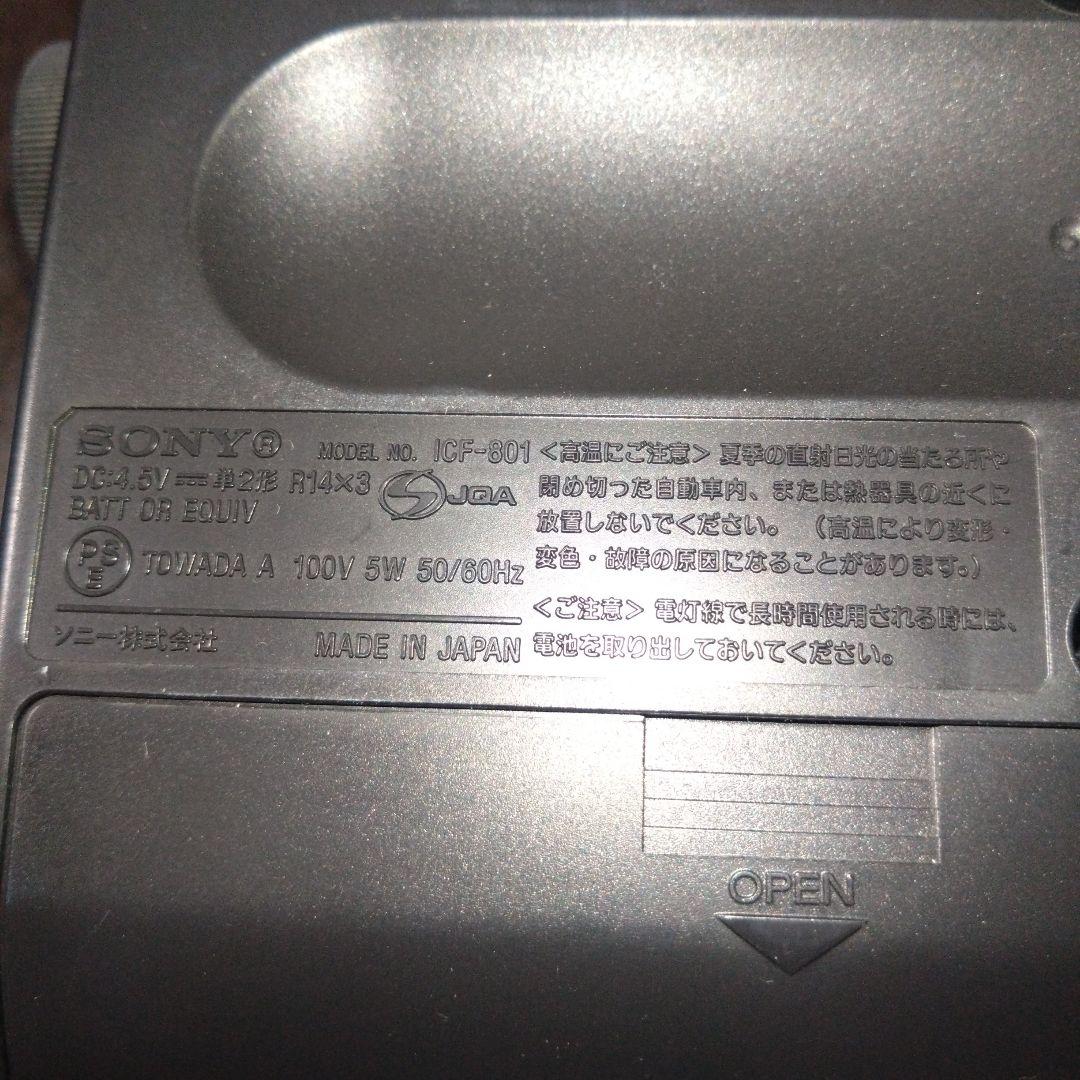 SONY®
MODEL NO. ICF-801
DC:4.5V ⎓ 単2形 R14×3
BATT OR EQUIV
S JQA
PS
E
TOWADA A 100V 5W 50/60Hz
ソニー株式会社
MADE IN JAPAN
<高温にご注意> 夏季の直射日光の当たる所や
閉め切った自動車内、または熱器具の近くに
放置しないでください。（高温により変形・
変色・故障の原因になることがあります。）
<ご注意> 電灯線で長時間使用される時には、
電池を取り出しておいてください。
OPEN